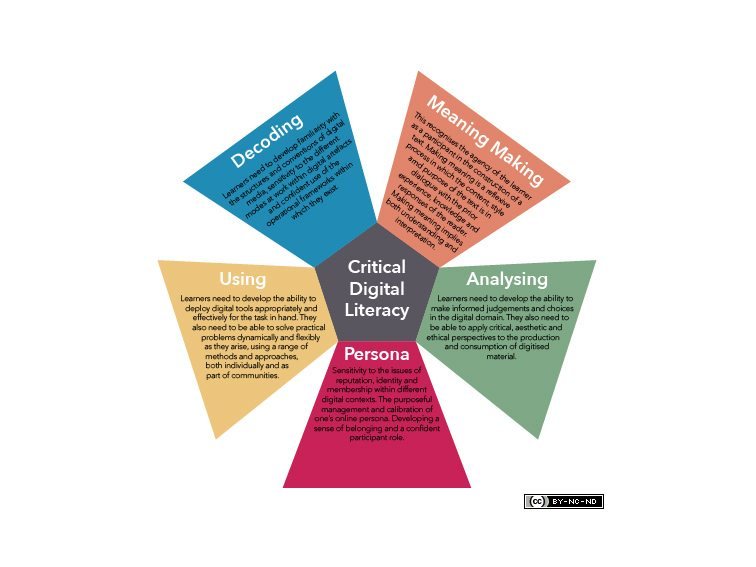 Decoding
Learners need to develop familiarity with
the structures and conventions of digital
media, sensitivity to the different
modes at work within digital artefacts
and confident use of the
operational frameworks within
which they exist.
Meaning Making
This recognises the agency of the learner
as a participant in the construction of a
text. Making meaning is a reflexive
process in which the content, style
and purpose of the text is in
dialogue with the prior
experience, knowledge and
responses of the reader.
Making meaning implies
both understanding and
interpretation.
Using
Learners need to develop the ability to
deploy digital tools appropriately and
effectively for the task in hand. They
also need to be able to solve practical
problems dynamically and flexibly
as they arise, using a range of
methods and approaches,
both individually and as
part of communities.
Critical
Digital
Literacy
Analysing
Learners need to develop the ability to
make informed judgements and choices
in the digital domain. They also need to
be able to apply critical, aesthetic and
ethical perspectives to the production
and consumption of digitised
material.
Persona
Sensitivity to the issues of
reputation, identity and
membership within different
digital contexts. The purposeful
management and calibration of
one's online persona. Developing a
sense of belonging and a confident
participant role.
cc BY-NC-ND